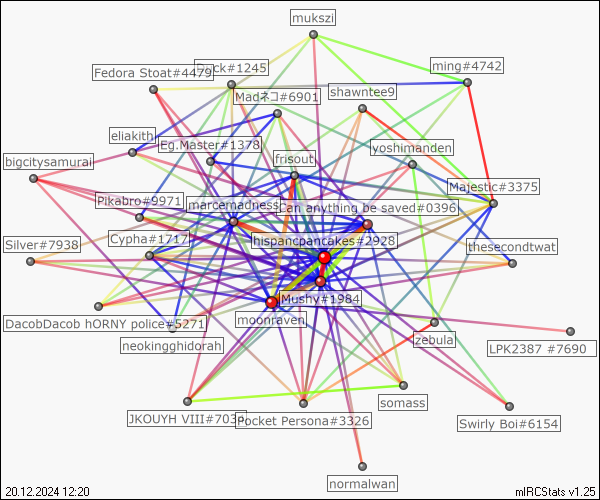 mukszi
Duck#1245
ming#4742
Fedora Stoat#4479
shawntee9
Madネコ#6901
eliakith
Eg.Master#1378
yoshimanden
bigcitysamurai
frisout
Majestic#3375
Pikabro#9971
marcemadness
Can anything be saved#0396
Cypha#1717
hispancpancakes#2928
Silver#7938
thesecondtwat
Mushy#1984
DacobDacob hORNY police#5271
moonraven
neokingghidorah
zebula
LPK2387 #7690
somass
JKOUYH VIII#7034
Pocket Persona#3326
Swirly Boi#6154
normalwan
20.12.2024 12:20
mIRCStats v1.25